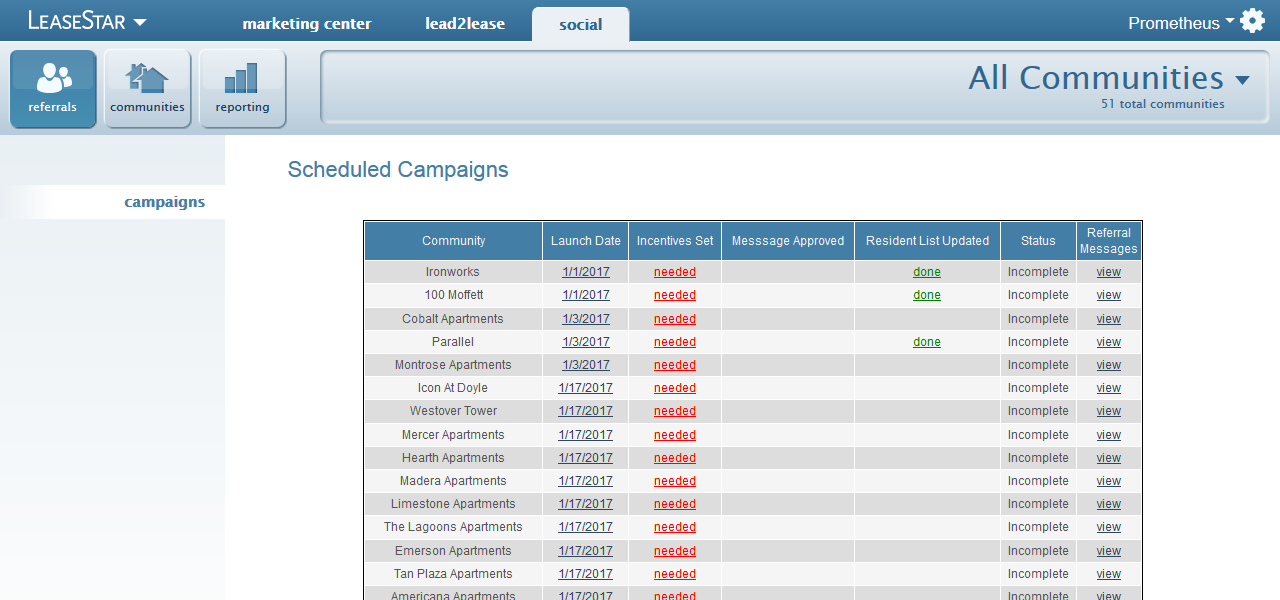 LEASESTAR marketing center lead2lease social Prometheus
referrals communities reporting
All Communities
51 total communities
campaigns
Scheduled Campaigns
Community Launch Date Incentives Set Messsage Approved Resident List Updated Status Referral Messages
Ironworks 1/1/2017 needed done Incomplete view
100 Moffett 1/1/2017 needed done Incomplete view
Cobalt Apartments 1/3/2017 needed Incomplete view
Parallel 1/3/2017 needed done Incomplete view
Montrose Apartments 1/3/2017 needed Incomplete view
Icon At Doyle 1/17/2017 needed Incomplete view
Westover Tower 1/17/2017 needed Incomplete view
Mercer Apartments 1/17/2017 needed Incomplete view
Hearth Apartments 1/17/2017 needed Incomplete view
Madera Apartments 1/17/2017 needed Incomplete view
Limestone Apartments 1/17/2017 needed Incomplete view
The Lagoons Apartments 1/17/2017 needed Incomplete view
Emerson Apartments 1/17/2017 needed Incomplete view
Tan Plaza Apartments 1/17/2017 needed Incomplete view
Americana Apartments 1/17/2017 needed Incomplete view